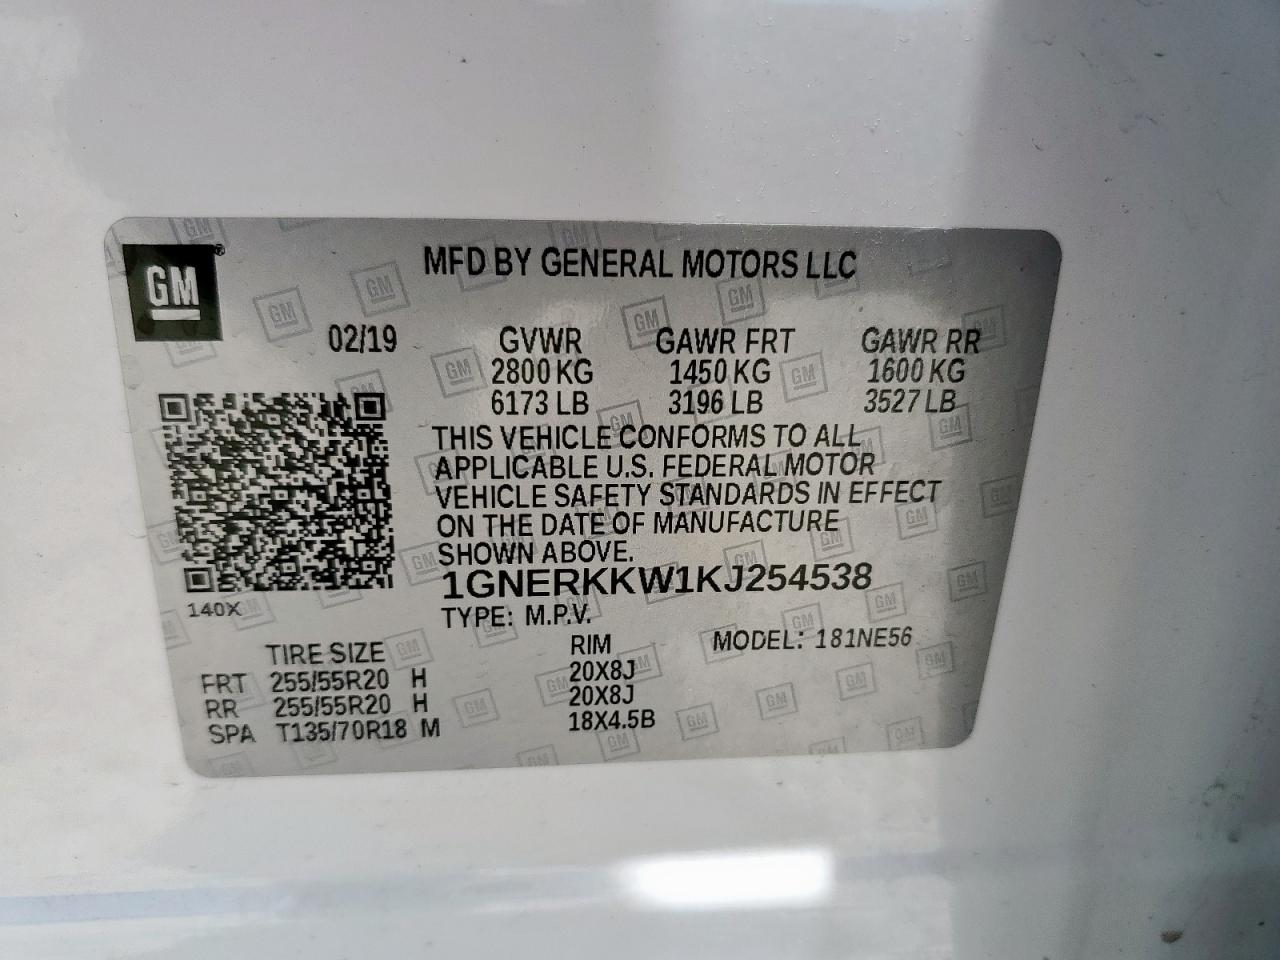 GM
MFD BY GENERAL MOTORS LLC
02/19 GVWR GAWR FRT GAWR RR
2800 KG 1450 KG 1600 KG
6173 LB 3196 LB 3527 LB
THIS VEHICLE CONFORMS TO ALL
APPLICABLE U.S. FEDERAL MOTOR
VEHICLE SAFETY STANDARDS IN EFFECT
ON THE DATE OF MANUFACTURE
SHOWN ABOVE.
1GNERKKW1KJ254538
140X
TYPE: M.P.V.
TIRE SIZE RIM MODEL: 181NE56
FRT 255/55R20 H 20X8J
RR 255/55R20 H 20X8J
SPA T135/70R18 M 18X4.5B